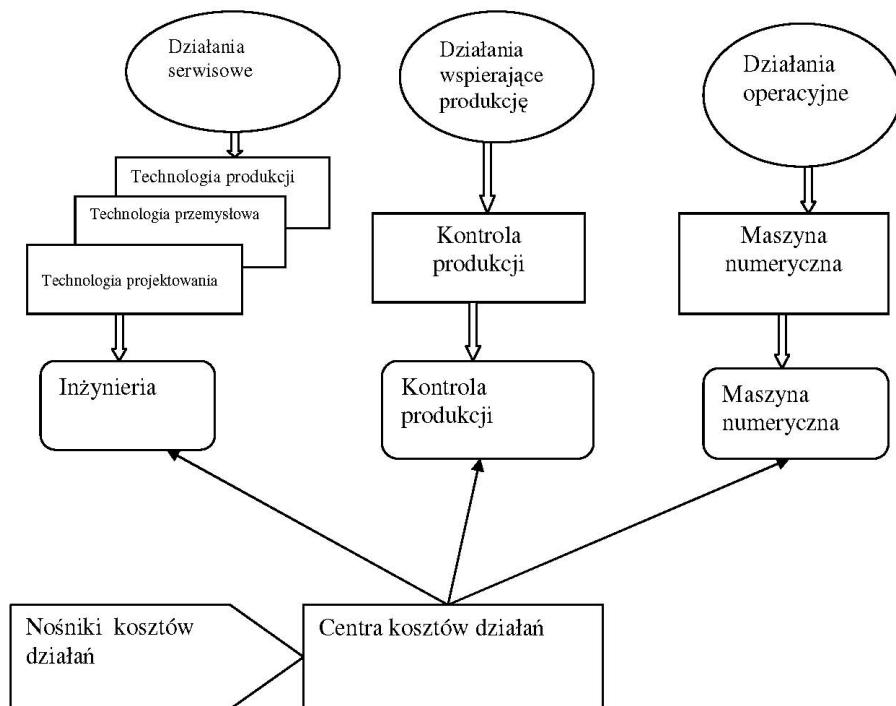 Działania
serwisowe
Działania
wspierające
produkcję
Działania
operacyjne
Technologia produkcji
Technologia przemysłowa
Technologia projektowania
Kontrola
produkcji
Maszyna
numeryczna
Inżynieria
Kontrola
produkcji
Maszyna
numeryczna
Nośniki kosztów
działań
Centra kosztów działań